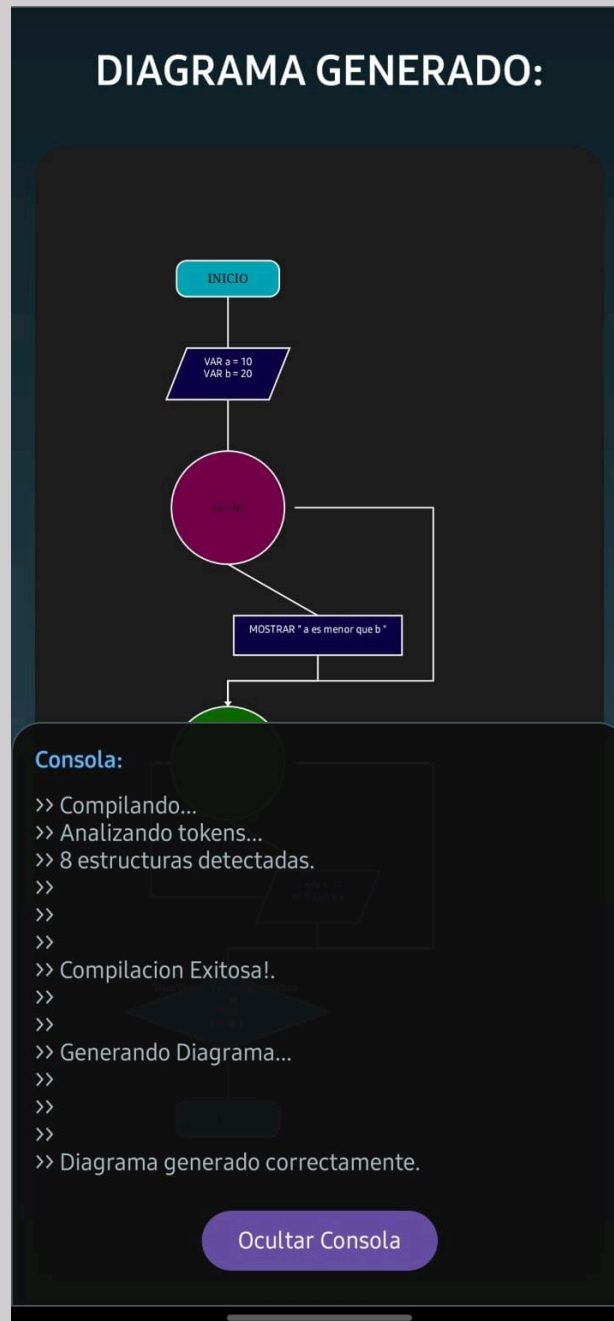 DIAGRAMA GENERADO:
INICIO
VAR a = 10
VAR b = 20
MOSTRAR " a es menor que b "
Consola:
>> Compilando...
>> Analizando tokens...
>> 8 estructuras detectadas.
>>
>>
>>
>> Compilacion Exitosa!.
>>
>>
>> Generando Diagrama...
>>
>>
>>
>> Diagrama generado correctamente.
Ocultar Consola